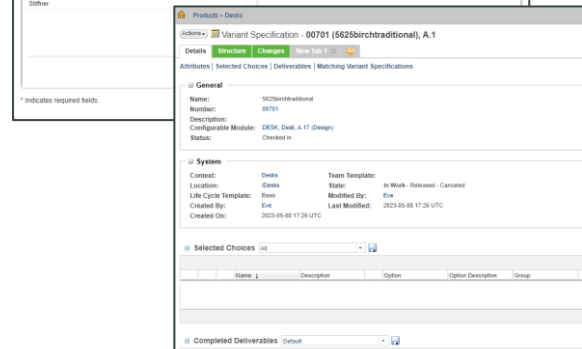 Stiffner
* Indicates required fields.
Products > Desks
Actions Variant Specification - 00701 (5625birchtraditional), A.1
Details Structure Changes New Tab 1
Attributes | Selected Choices | Deliverables | Matching Variant Specifications
General
Name: 5625birchtraditional
Number: 00701
Description:
Configurable Module: DESK, Desk, A.17 (Design)
Status: Checked in
System
Context: Desks Team Template:
Location: /Desks State: In Work - Released - Canceled
Life Cycle Template: Basic Modified By: Eve
Created By: Eve Last Modified: 2023-05-08 17:26 UTC
Created On: 2023-05-08 17:26 UTC
Selected Choices All
Name ↓ Description Option Option Description Group
Completed Deliverables Default